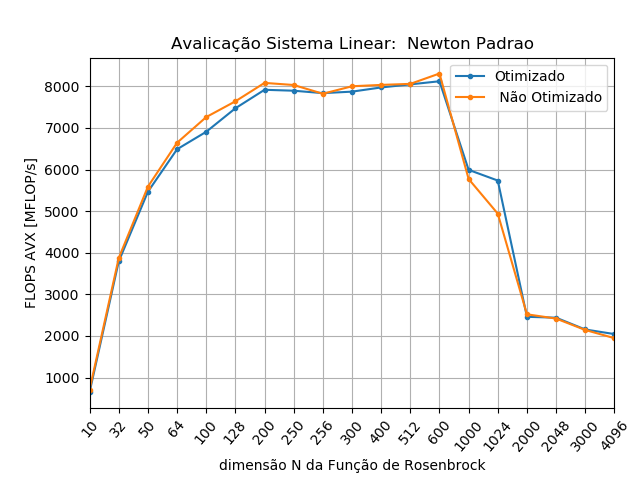 Avalicação Sistema Linear:  Newton Padrao
Otimizado
Não Otimizado
FLOPS AVX [MFLOP/s]
8000
7000
6000
5000
4000
3000
2000
1000
10 32 50 64 100 128 200 250 256 300 400 512 600 1000 1024 2000 2048 3000 4096
dimensão N da Função de Rosenbrock